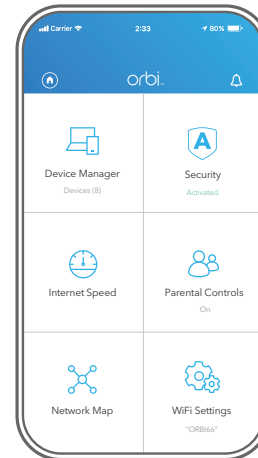 Carrier 2:33 80%
orbi™
Device Manager
Devices (8)
A
Security
Activated
Internet Speed
Parental Controls
On
Network Map
WiFi Settings
"ORBI66"